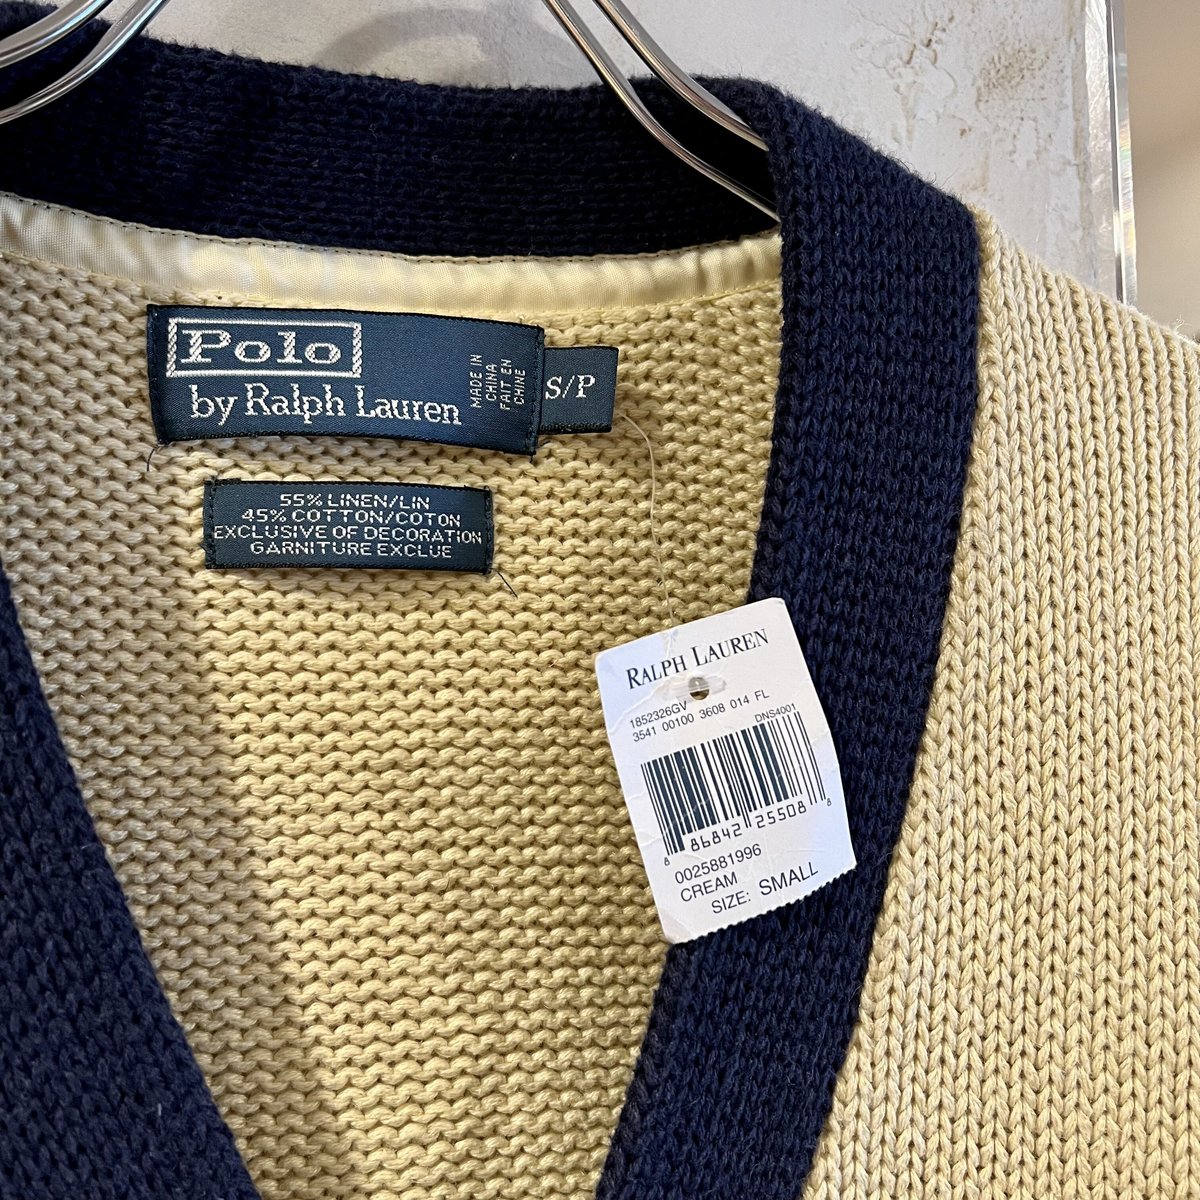 Polo
by Ralph Lauren
MADE IN
CHINA
FAIT EN
CHINE
S/P
55% LINEN/LIN
45% COTTON/COTON
EXCLUSIVE OF DECORATION
GARNITURE EXCLUE
RALPH LAUREN
1852326GV
3541 00100 3608 014 FL
DNS4001
8 86842 25508 8
0025881996
CREAM
SIZE: SMALL